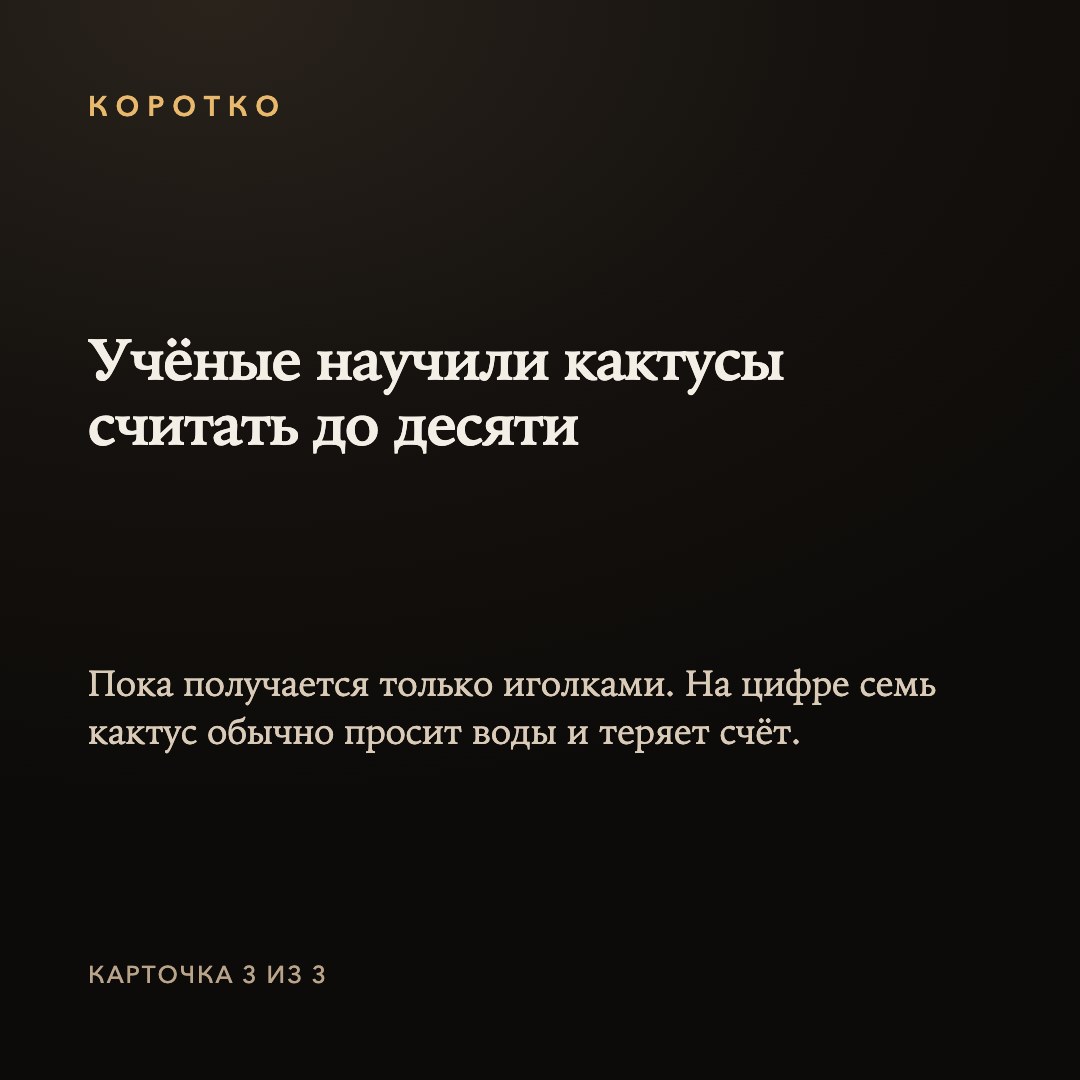 КОРОТКО
Учёные научили кактусы
считать до десяти
Пока получается только иголками. На цифре семь
кактус обычно просит воды и теряет счёт.
КАРТОЧКА 3 ИЗ 3